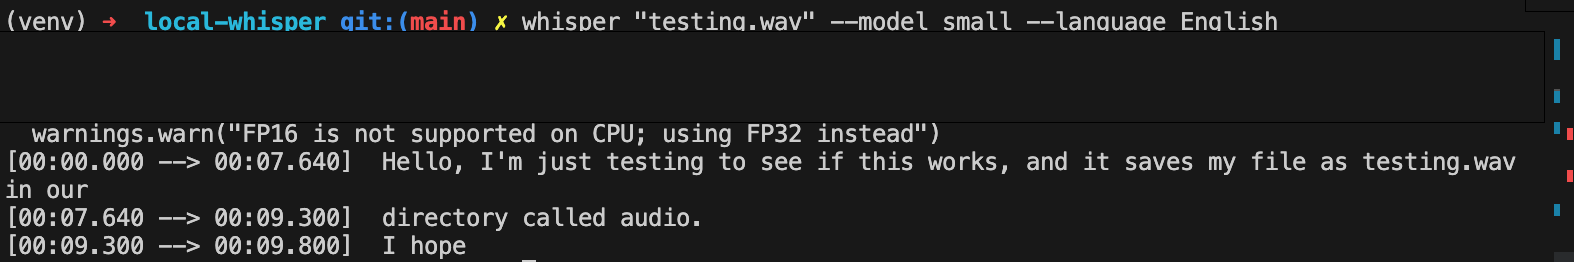 (venv) ➜  local-whisper git:(main) ✗ whisper "testing.wav" --model small --language English
  warnings.warn("FP16 is not supported on CPU; using FP32 instead")
[00:00.000 --> 00:07.640]  Hello, I'm just testing to see if this works, and it saves my file as testing.wav
in our
[00:07.640 --> 00:09.300]  directory called audio.
[00:09.300 --> 00:09.800]  I hope